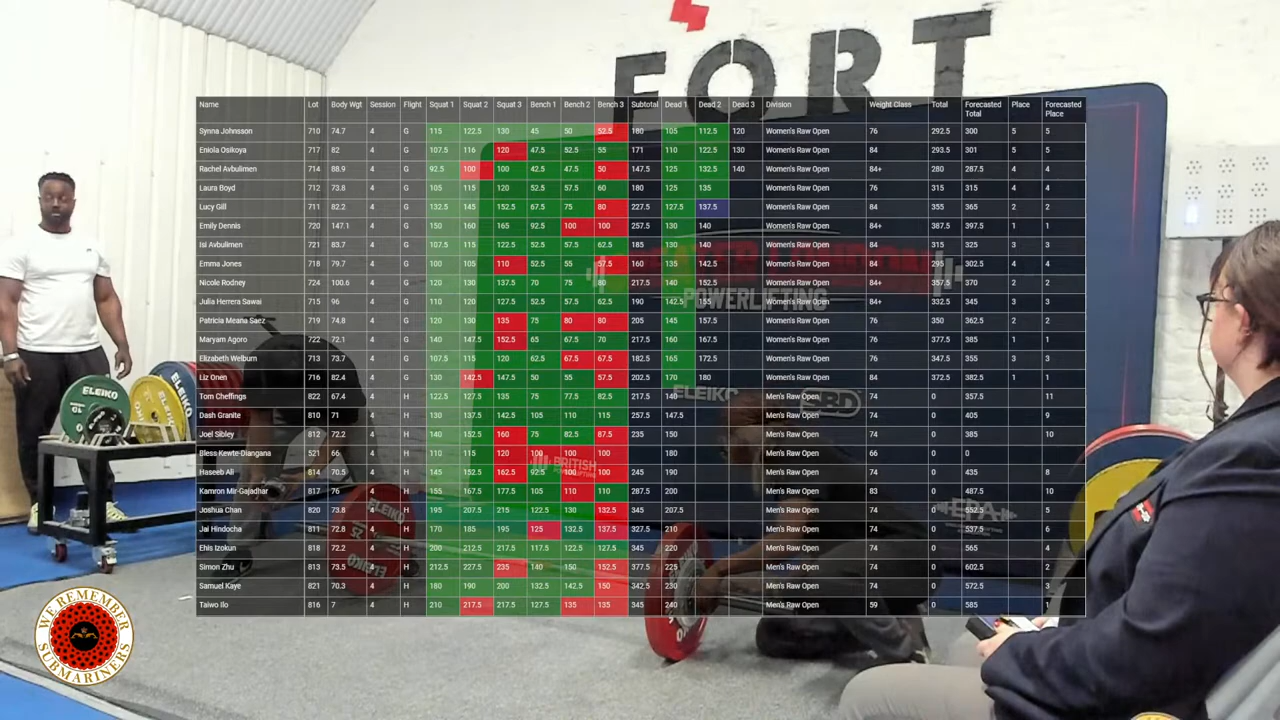 FORT
Name Lot Body Wgt Session Flight Squat 1 Squat 2 Squat 3 Bench 1 Bench 2 Bench 3 Subtotal Dead 1 Dead 2 Dead 3 Division Weight Class Total Forecasted Total Place Forecasted Place
Synna Johnsson 710 74.7 4 G 115 122.5 130 45 50 52.5 180 105 112.5 120 Women's Raw Open 76 292.5 300 5 5
Eniola Osikoya 717 82 4 G 107.5 116 120 47.5 52.5 55 171 110 122.5 130 Women's Raw Open 84 293.5 301 5 5
Rachel Avbulimen 714 88.9 4 G 92.5 100 100 42.5 47.5 50 147.5 125 132.5 140 Women's Raw Open 84+ 280 287.5 4 4
Laura Boyd 712 73.8 4 G 105 115 120 52.5 57.5 60 180 125 135 Women's Raw Open 76 315 315 4 4
Lucy Gill 711 82.2 4 G 132.5 145 152.5 67.5 75 80 227.5 127.5 137.5 Women's Raw Open 84 355 365 2 2
Emily Dennis 720 147.1 4 G 150 160 165 92.5 100 100 257.5 130 140 Women's Raw Open 84+ 387.5 397.5 1 1
Isi Avbulimen 721 83.7 4 G 107.5 115 122.5 52.5 57.5 62.5 185 130 140 Women's Raw Open 84 315 325 3 3
Emma Jones 718 79.7 4 G 100 105 110 52.5 55 57.5 160 135 142.5 Women's Raw Open 84 295 302.5 4 4
Nicole Rodney 724 100.6 4 G 120 130 137.5 70 75 80 217.5 140 152.5 Women's Raw Open 84+ 357.5 370 2 2
Julia Herrera Sawai 715 96 4 G 110 120 127.5 52.5 57.5 62.5 190 142.5 155 Women's Raw Open 84+ 332.5 345 3 3
Patricia Meana Saez 719 74.8 4 G 120 130 135 75 80 80 205 145 157.5 Women's Raw Open 76 350 362.5 2 2
Maryam Agoro 722 72.1 4 G 140 147.5 152.5 65 67.5 70 217.5 160 167.5 Women's Raw Open 76 377.5 385 1 1
Elizabeth Welburn 713 73.7 4 G 107.5 115 120 62.5 67.5 67.5 182.5 165 172.5 Women's Raw Open 76 347.5 355 3 3
Liz Onen 716 82.4 4 G 130 142.5 147.5 50 55 57.5 202.5 170 180 Women's Raw Open 84 372.5 382.5 1 1
Tom Cheffings 822 67.4 4 H 122.5 127.5 135 75 77.5 82.5 217.5 140 Men's Raw Open 74 0 357.5 11
Dash Granite 810 71 4 H 130 137.5 142.5 105 110 115 257.5 147.5 Men's Raw Open 74 0 405 9
Joel Sibley 812 72.2 4 H 140 152.5 160 75 82.5 87.5 235 150 Men's Raw Open 74 0 385 10
Bless Kewte-Diangana 521 66 4 H 110 115 120 100 100 100 180 Men's Raw Open 66 0 0
Haseeb Ali 814 70.5 4 H 145 152.5 162.5 92.5 100 100 245 190 Men's Raw Open 74 0 435 8
Kamron Mir-Gajadhar 817 76 4 H 155 167.5 177.5 105 110 110 287.5 200 Men's Raw Open 83 0 487.5 10
Joshua Chan 820 73.8 4 H 195 207.5 215 122.5 130 132.5 345 207.5 Men's Raw Open 74 0 552.5 5
Jai Hindocha 811 72.8 4 H 170 185 195 125 132.5 137.5 327.5 210 Men's Raw Open 74 0 537.5 6
Ehis Izokun 818 72.2 4 H 200 212.5 217.5 117.5 122.5 127.5 345 220 Men's Raw Open 74 0 565 4
Simon Zhu 813 73.5 4 H 212.5 227.5 235 140 150 152.5 377.5 225 Men's Raw Open 74 0 602.5 2
Samuel Kaye 821 70.3 4 H 180 190 200 132.5 142.5 150 342.5 230 Men's Raw Open 74 0 572.5 3
Taiwo Ilo 816 7 4 H 210 217.5 217.5 127.5 135 135 345 240 Men's Raw Open 59 0 585 1
POWERLIFTING
ELEIKO
SBD
BRITISH
EPA
ELEIKO
25
ELEIKO
WE REMEMBER
SUBMARINERS